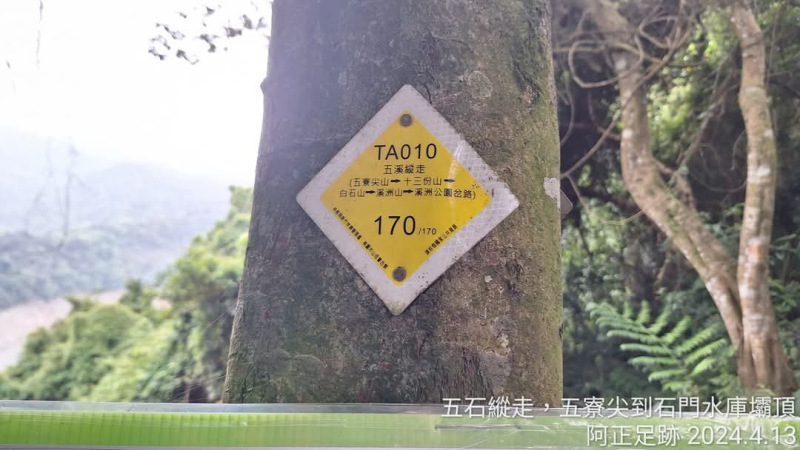 TA010
五溪縱走
(五寮尖山➡十三份山➡
白石山➡溪洲山➡溪洲公園岔路)
170/170
五石縱走，五寮尖到石門水庫壩頂
阿正足跡 2024.4.13